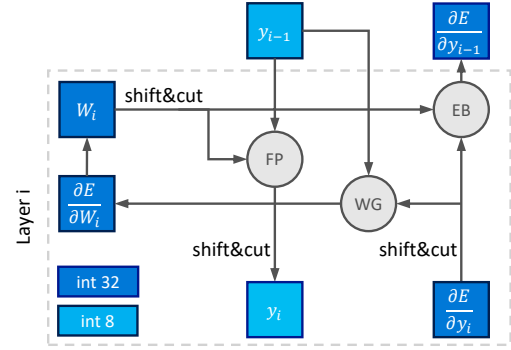 y_{i−1}
∂E
∂y_{i−1}
W_i
shift&cut
EB
FP
∂E
∂W_i
WG
Layer i
shift&cut
shift&cut
int 32
int 8
y_i
∂E
∂y_i